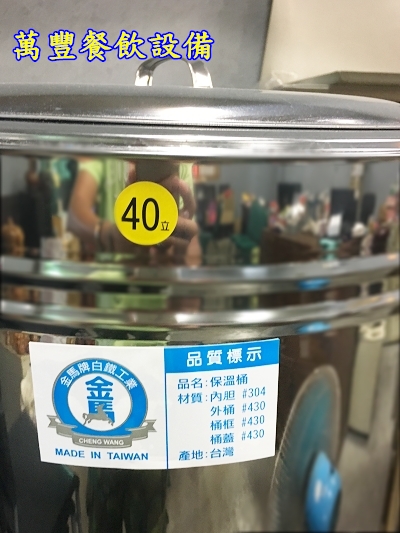 萬豐餐飲設備
40立
金馬牌白鐵工業
金馬
CHENG WANG
MADE IN TAIWAN
品質標示
品名:保溫桶
材質:內胆 #304
外桶 #430
桶框 #430
桶蓋 #430
產地:台灣